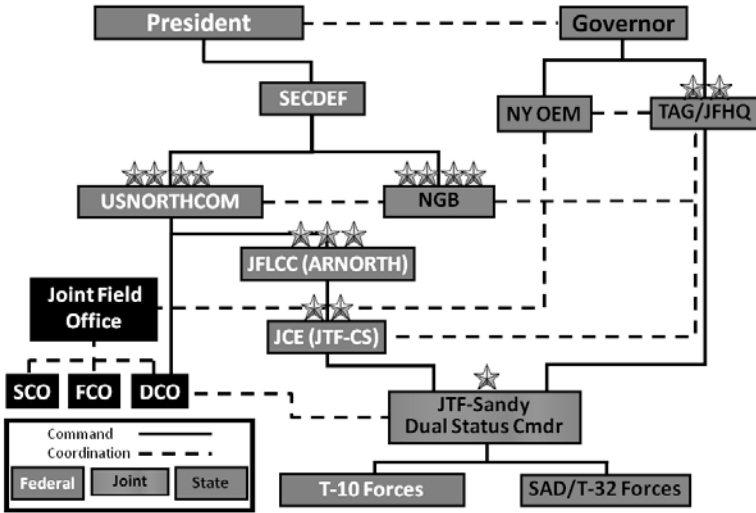 President
Governor
SECDEF
NY OEM
TAG/JFHQ
USNORTHCOM
NGB
JFLCC (ARNORTH)
Joint Field
Office
JCE (JTF-CS)
SCO
FCO
DCO
JTF-Sandy
Dual Status Cmdr
Command
Coordination
Federal
Joint
State
T-10 Forces
SAD/T-32 Forces